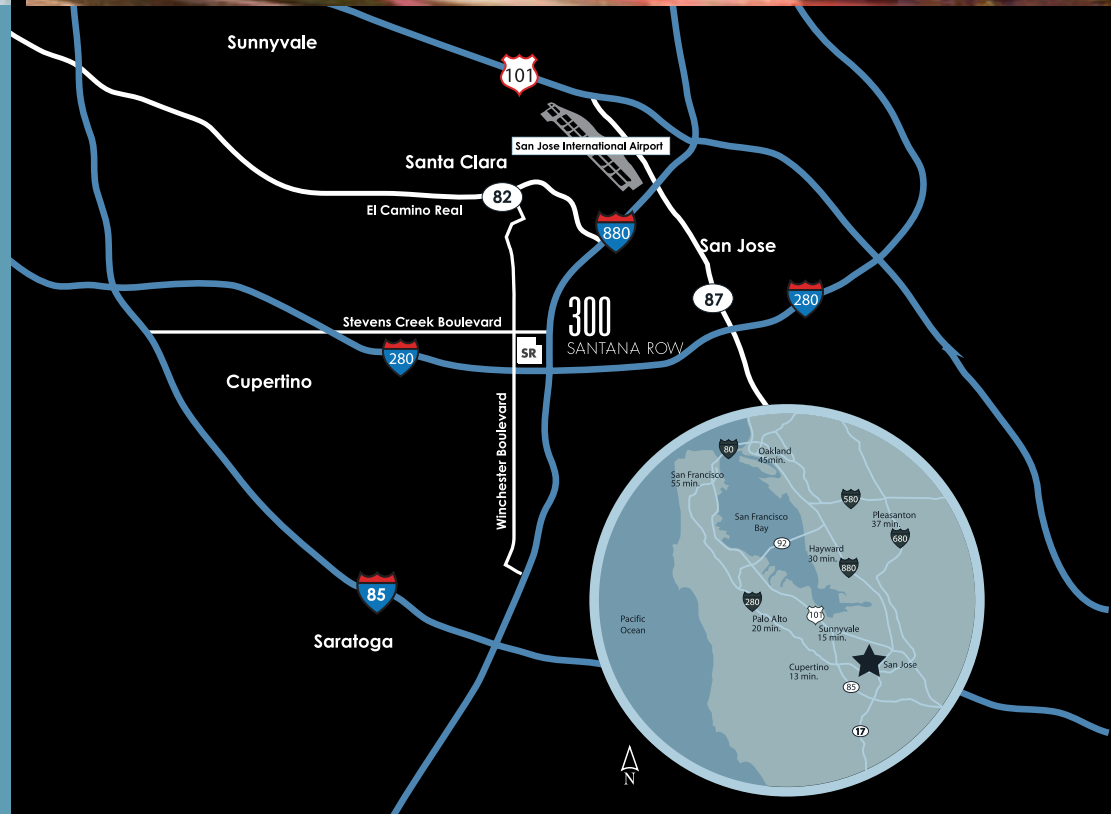 Sunnyvale
101
San Jose International Airport
Santa Clara
82
El Camino Real
880
San Jose
87
280
300
SANTANA ROW
Stevens Creek Boulevard
SR
280
Cupertino
Winchester Boulevard
85
Saratoga
80
Oakland
45min.
San Francisco
55 min.
580
San Francisco
Bay
Pleasanton
37 min.
680
92
Hayward
30 min.
880
280
Palo Alto
20 min.
101
Sunnyvale
15 min.
Pacific
Ocean
Cupertino
13 min.
San Jose
85
17
N